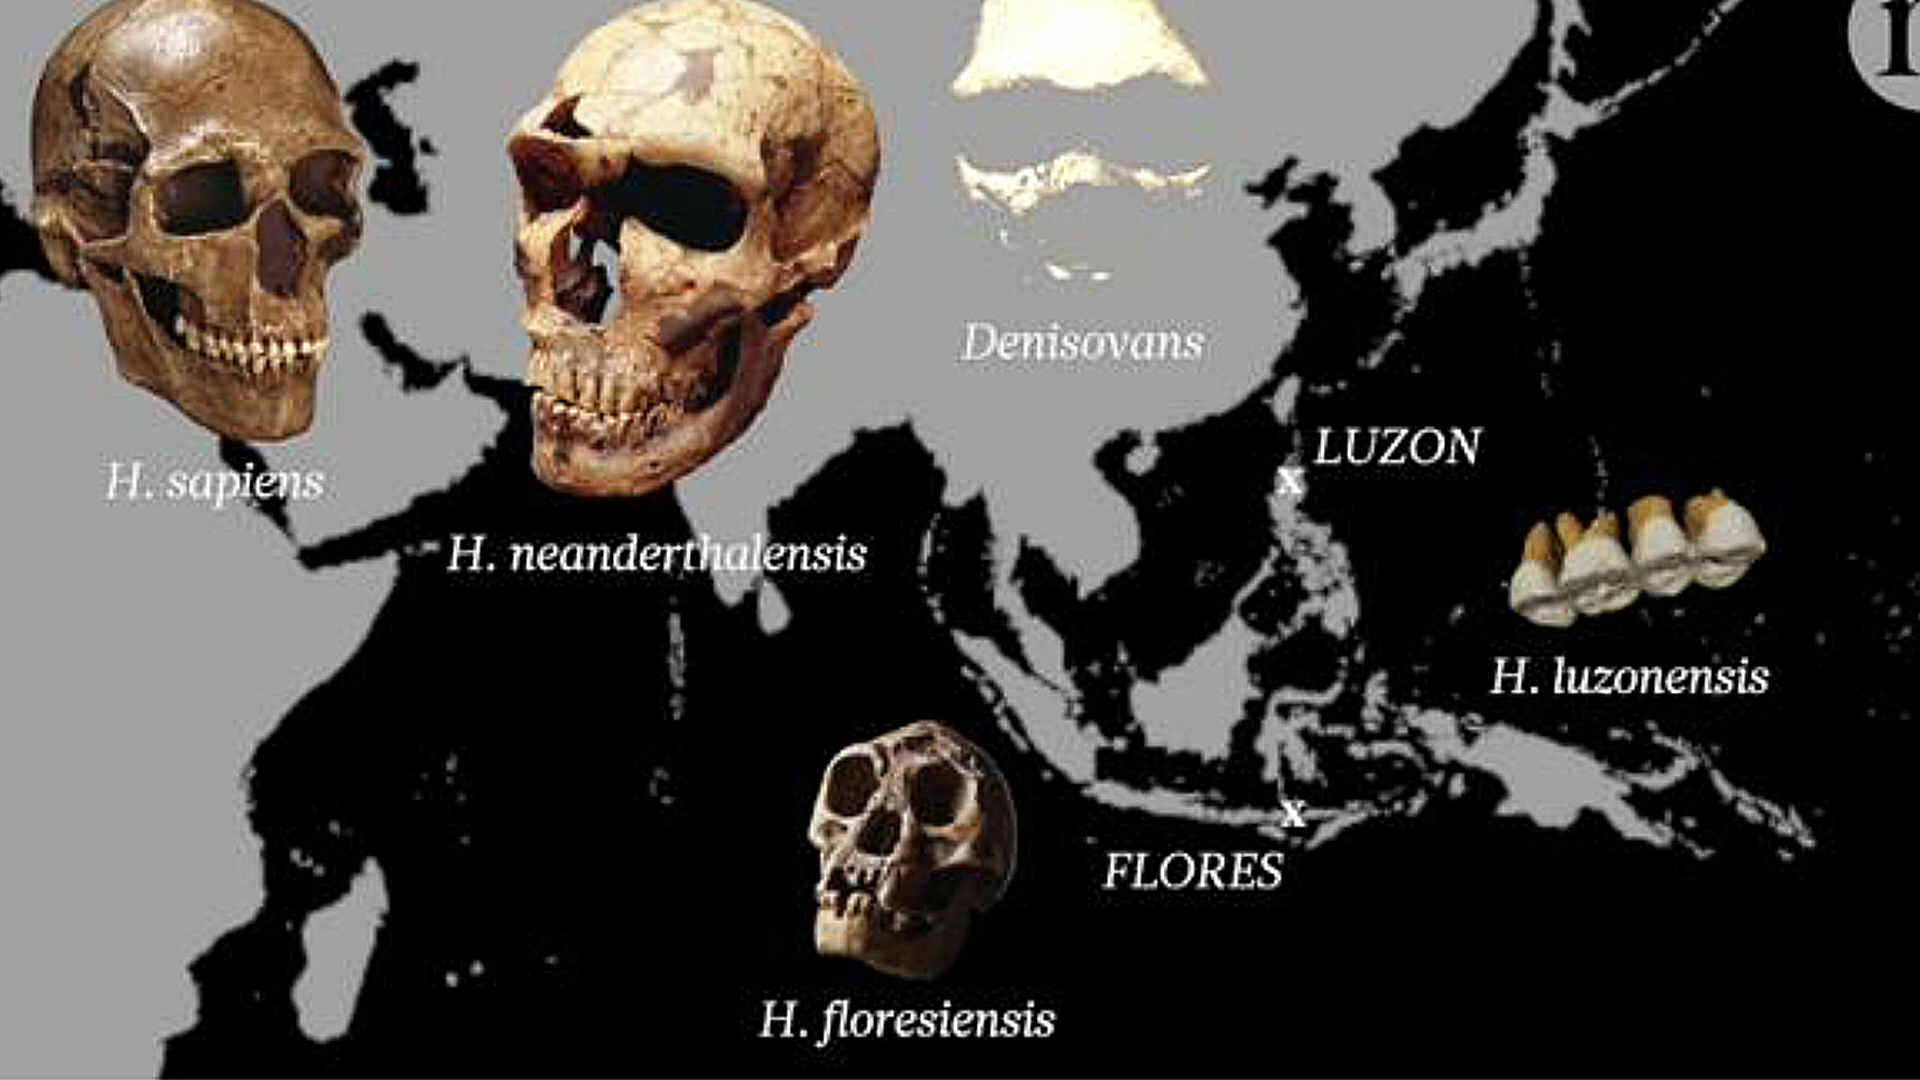 Denisovans
LUZON
H. sapiens
H. neanderthalensis
H. luzonensis
FLORES
H. floresiensis